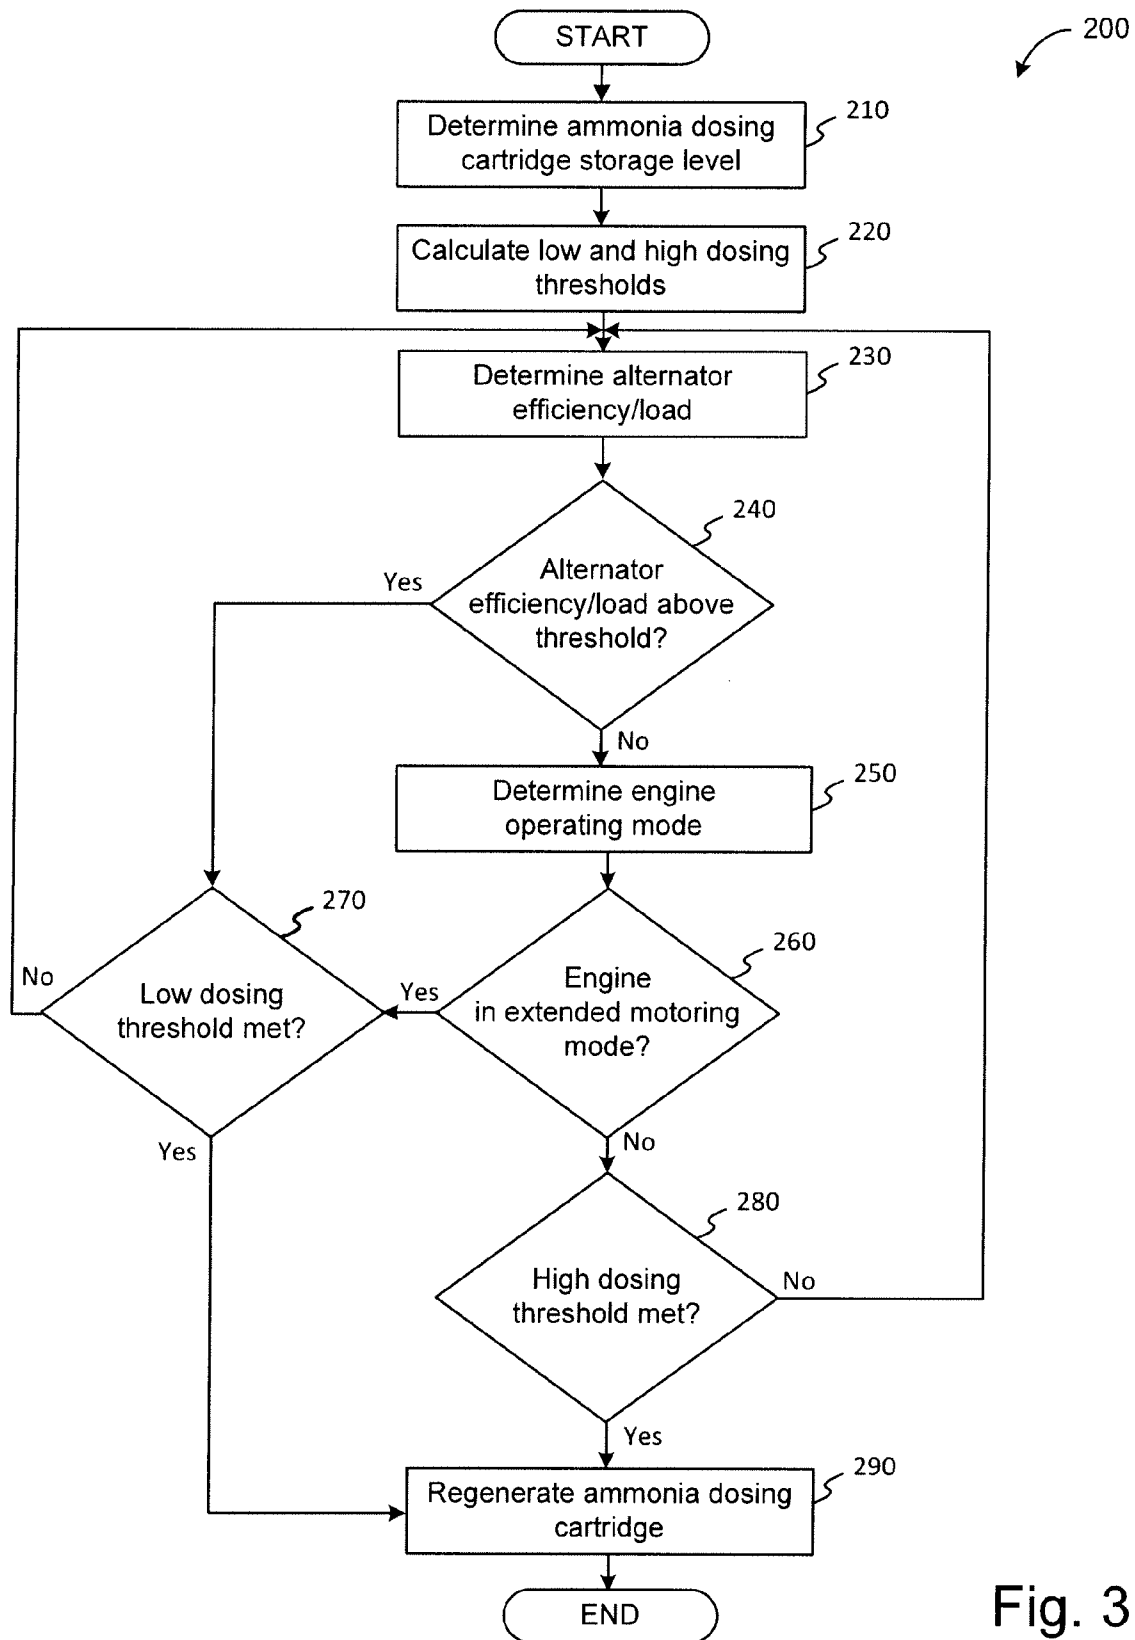 START
200
Determine ammonia dosing
cartridge storage level
210
Calculate low and high dosing
thresholds
220
Determine alternator
efficiency/load
230
Alternator
efficiency/load above
threshold?
240
Yes
No
Determine engine
operating mode
250
Low dosing
threshold met?
270
No
Yes
Engine
in extended motoring
mode?
260
Yes
No
High dosing
threshold met?
280
No
Yes
Regenerate ammonia dosing
cartridge
290
END
Fig. 3